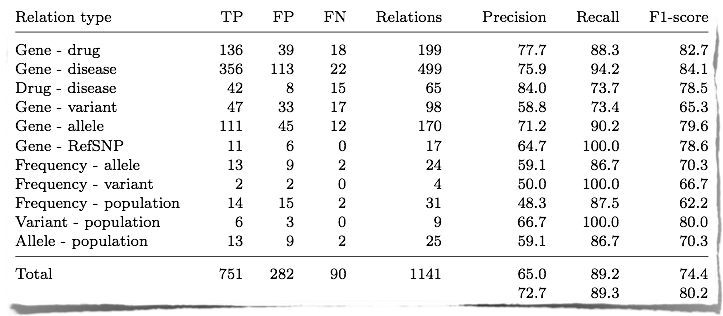 Relation type TP FP FN Relations Precision Recall F1-score
Gene - drug 136 39 18 199 77.7 88.3 82.7
Gene - disease 356 113 22 499 75.9 94.2 84.1
Drug - disease 42 8 15 65 84.0 73.7 78.5
Gene - variant 47 33 17 98 58.8 73.4 65.3
Gene - allele 111 45 12 170 71.2 90.2 79.6
Gene - RefSNP 11 6 0 17 64.7 100.0 78.6
Frequency - allele 13 9 2 24 59.1 86.7 70.3
Frequency - variant 2 2 0 4 50.0 100.0 66.7
Frequency - population 14 15 2 31 48.3 87.5 62.2
Variant - population 6 3 0 9 66.7 100.0 80.0
Allele - population 13 9 2 25 59.1 86.7 70.3
Total 751 282 90 1141 65.0 89.2 74.4
72.7 89.3 80.2